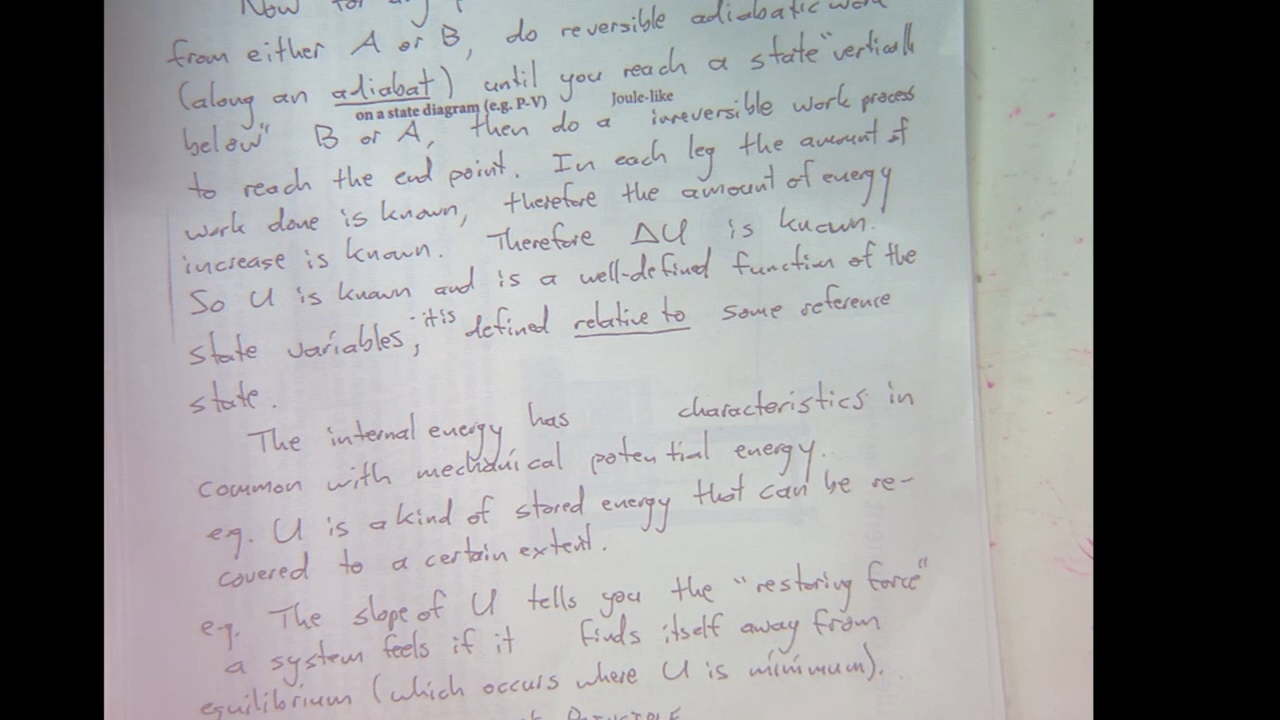 Now for any
from either A or B, do reversible adiabatic work
(along an adiabat) until you reach a state "vertically
on a state diagram (e.g. P-V) Joule-like
below" B or A, then do a irreversible work process
to reach the end point. In each leg the amount of
work done is known, therefore the amount of energy
increase is known. Therefore ΔU is known.
So U is known and is a well-defined function of the
state variables; - it is defined relative to some reference
state.
The internal energy has characteristics in
common with mechanical potential energy.
e.g. U is a kind of stored energy that can be re-
covered to a certain extent.
e.g. The slope of U tells you the "restoring force"
a system feels if it finds itself away from
equilibrium (which occurs where U is minimum).